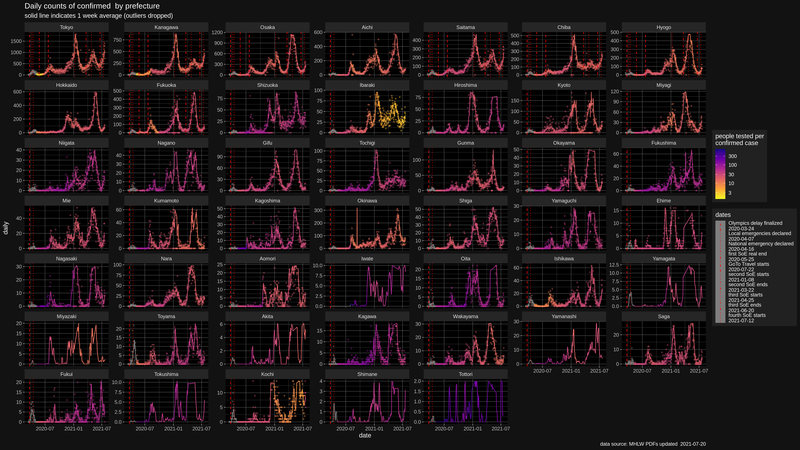 Daily counts of confirmed by prefecture
solid line indicates 1 week average (outliers dropped)
Tokyo Kanagawa Osaka Aichi Saitama Chiba Hyogo
Hokkaido Fukuoka Shizuoka Ibaraki Hiroshima Kyoto Miyagi
Niigata Nagano Gifu Tochigi Gunma Okayama Fukushima
Mie Kumamoto Kagoshima Okinawa Shiga Yamaguchi Ehime
Nagasaki Nara Aomori Iwate Oita Ishikawa Yamagata
Miyazaki Toyama Akita Kagawa Wakayama Yamanashi Saga
Fukui Tokushima Kochi Shimane Tottori
2020-07 2021-01 2021-07
daily
date
people tested per
confirmed case
300
100
30
10
3
dates
Olympics delay finalized
2020-03-24
Local emergencies declared
2020-04-07
National emergency declared
2020-04-16
first SoE real end
2020-05-25
GoTo Travel starts
2020-07-22
second SoE starts
2021-01-08
second SoE ends
2021-03-22
third SoE starts
2021-04-25
third SoE ends
2021-06-20
fourth SoE starts
2021-07-12
data source: MHLW PDFs updated 2021-07-20